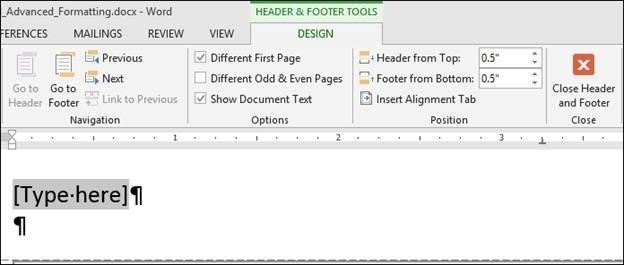 _Advanced_Formatting.docx - Word
HEADER & FOOTER TOOLS
FERENCES MAILINGS REVIEW VIEW DESIGN
Go to Header
Go to Footer
Previous
Next
Link to Previous
Navigation
Different First Page
Different Odd & Even Pages
Show Document Text
Options
Header from Top: 0.5"
Footer from Bottom: 0.5"
Insert Alignment Tab
Position
Close Header and Footer
Close
1 2 3
[Type·here]¶
¶